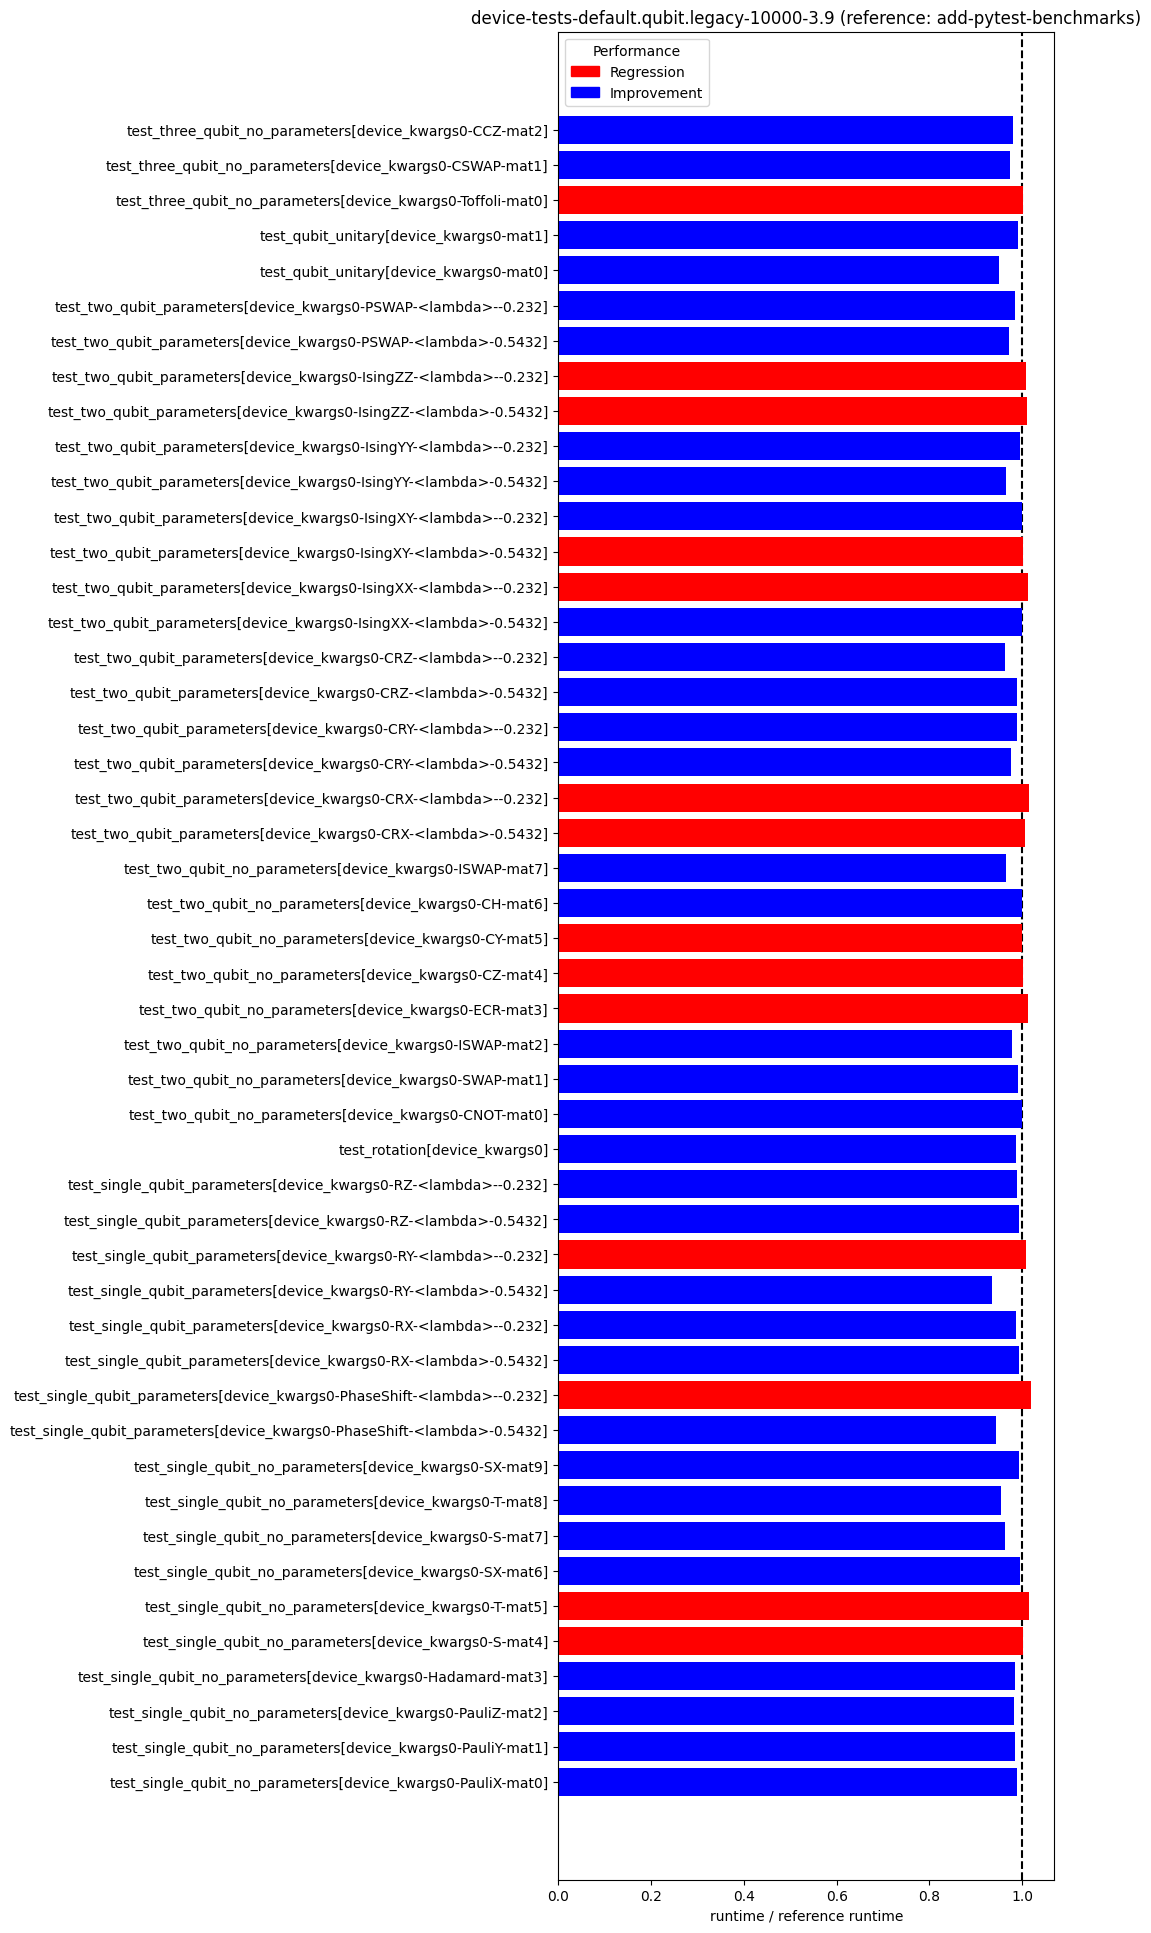 device-tests-default.qubit.legacy-10000-3.9 (reference: add-pytest-benchmarks)
Performance
Regression
Improvement
test_three_qubit_no_parameters[device_kwargs0-CCZ-mat2]
test_three_qubit_no_parameters[device_kwargs0-CSWAP-mat1]
test_three_qubit_no_parameters[device_kwargs0-Toffoli-mat0]
test_qubit_unitary[device_kwargs0-mat1]
test_qubit_unitary[device_kwargs0-mat0]
test_two_qubit_parameters[device_kwargs0-PSWAP-<lambda>--0.232]
test_two_qubit_parameters[device_kwargs0-PSWAP-<lambda>-0.5432]
test_two_qubit_parameters[device_kwargs0-IsingZZ-<lambda>--0.232]
test_two_qubit_parameters[device_kwargs0-IsingZZ-<lambda>-0.5432]
test_two_qubit_parameters[device_kwargs0-IsingYY-<lambda>--0.232]
test_two_qubit_parameters[device_kwargs0-IsingYY-<lambda>-0.5432]
test_two_qubit_parameters[device_kwargs0-IsingXY-<lambda>--0.232]
test_two_qubit_parameters[device_kwargs0-IsingXY-<lambda>-0.5432]
test_two_qubit_parameters[device_kwargs0-IsingXX-<lambda>--0.232]
test_two_qubit_parameters[device_kwargs0-IsingXX-<lambda>-0.5432]
test_two_qubit_parameters[device_kwargs0-CRZ-<lambda>--0.232]
test_two_qubit_parameters[device_kwargs0-CRZ-<lambda>-0.5432]
test_two_qubit_parameters[device_kwargs0-CRY-<lambda>--0.232]
test_two_qubit_parameters[device_kwargs0-CRY-<lambda>-0.5432]
test_two_qubit_parameters[device_kwargs0-CRX-<lambda>--0.232]
test_two_qubit_parameters[device_kwargs0-CRX-<lambda>-0.5432]
test_two_qubit_no_parameters[device_kwargs0-ISWAP-mat7]
test_two_qubit_no_parameters[device_kwargs0-CH-mat6]
test_two_qubit_no_parameters[device_kwargs0-CY-mat5]
test_two_qubit_no_parameters[device_kwargs0-CZ-mat4]
test_two_qubit_no_parameters[device_kwargs0-ECR-mat3]
test_two_qubit_no_parameters[device_kwargs0-ISWAP-mat2]
test_two_qubit_no_parameters[device_kwargs0-SWAP-mat1]
test_two_qubit_no_parameters[device_kwargs0-CNOT-mat0]
test_rotation[device_kwargs0]
test_single_qubit_parameters[device_kwargs0-RZ-<lambda>--0.232]
test_single_qubit_parameters[device_kwargs0-RZ-<lambda>-0.5432]
test_single_qubit_parameters[device_kwargs0-RY-<lambda>--0.232]
test_single_qubit_parameters[device_kwargs0-RY-<lambda>-0.5432]
test_single_qubit_parameters[device_kwargs0-RX-<lambda>--0.232]
test_single_qubit_parameters[device_kwargs0-RX-<lambda>-0.5432]
test_single_qubit_parameters[device_kwargs0-PhaseShift-<lambda>--0.232]
test_single_qubit_parameters[device_kwargs0-PhaseShift-<lambda>-0.5432]
test_single_qubit_no_parameters[device_kwargs0-SX-mat9]
test_single_qubit_no_parameters[device_kwargs0-T-mat8]
test_single_qubit_no_parameters[device_kwargs0-S-mat7]
test_single_qubit_no_parameters[device_kwargs0-SX-mat6]
test_single_qubit_no_parameters[device_kwargs0-T-mat5]
test_single_qubit_no_parameters[device_kwargs0-S-mat4]
test_single_qubit_no_parameters[device_kwargs0-Hadamard-mat3]
test_single_qubit_no_parameters[device_kwargs0-PauliZ-mat2]
test_single_qubit_no_parameters[device_kwargs0-PauliY-mat1]
test_single_qubit_no_parameters[device_kwargs0-PauliX-mat0]
0.0 0.2 0.4 0.6 0.8 1.0
runtime / reference runtime